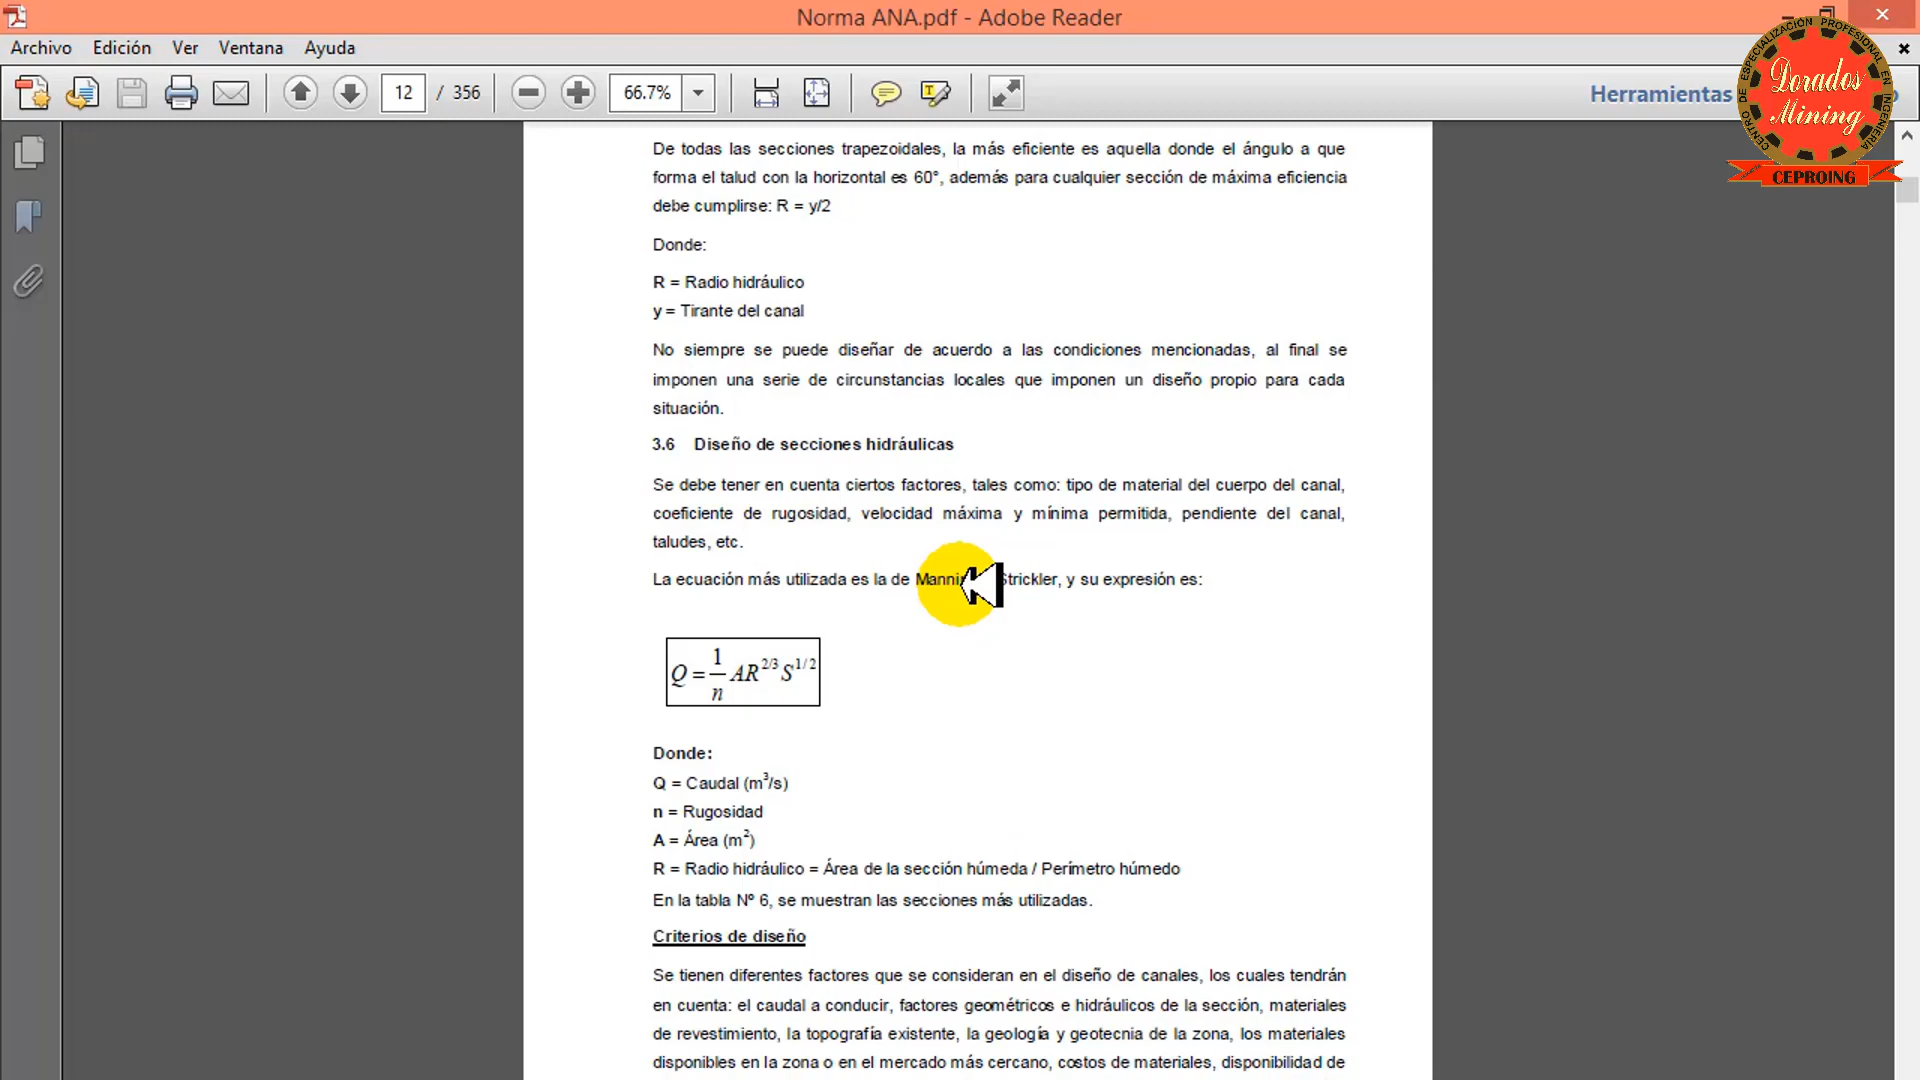 Norma ANA.pdf - Adobe Reader
Archivo Edición Ver Ventana Ayuda
12 / 356 66.7% Herramientas
CENTRO DE ESPECIALIZACIÓN PROFESIONAL EN INGENIERÍA
Dorados
Mining
CEPROING
De todas las secciones trapezoidales, la más eficiente es aquella donde el ángulo a que
forma el talud con la horizontal es 60°, además para cualquier sección de máxima eficiencia
debe cumplirse: R = y/2
Donde:
R = Radio hidráulico
y = Tirante del canal
No siempre se puede diseñar de acuerdo a las condiciones mencionadas, al final se
imponen una serie de circunstancias locales que imponen un diseño propio para cada
situación.
3.6 Diseño de secciones hidráulicas
Se debe tener en cuenta ciertos factores, tales como: tipo de material del cuerpo del canal,
coeficiente de rugosidad, velocidad máxima y mínima permitida, pendiente del canal,
taludes, etc.
La ecuación más utilizada es la de Strickler, y su expresión es:
Q = 1/n AR^2/3 S^1/2
Donde:
Q = Caudal (m³/s)
n = Rugosidad
A = Área (m²)
R = Radio hidráulico = Área de la sección húmeda / Perímetro húmedo
En la tabla Nº 6, se muestran las secciones más utilizadas.
Criterios de diseño
Se tienen diferentes factores que se consideran en el diseño de canales, los cuales tendrán
en cuenta: el caudal a conducir, factores geométricos e hidráulicos de la sección, materiales
de revestimiento, la topografía existente, la geología y geotecnia de la zona, los materiales
disponibles en la zona o en el mercado más cercano, costos de materiales, disponibilidad de